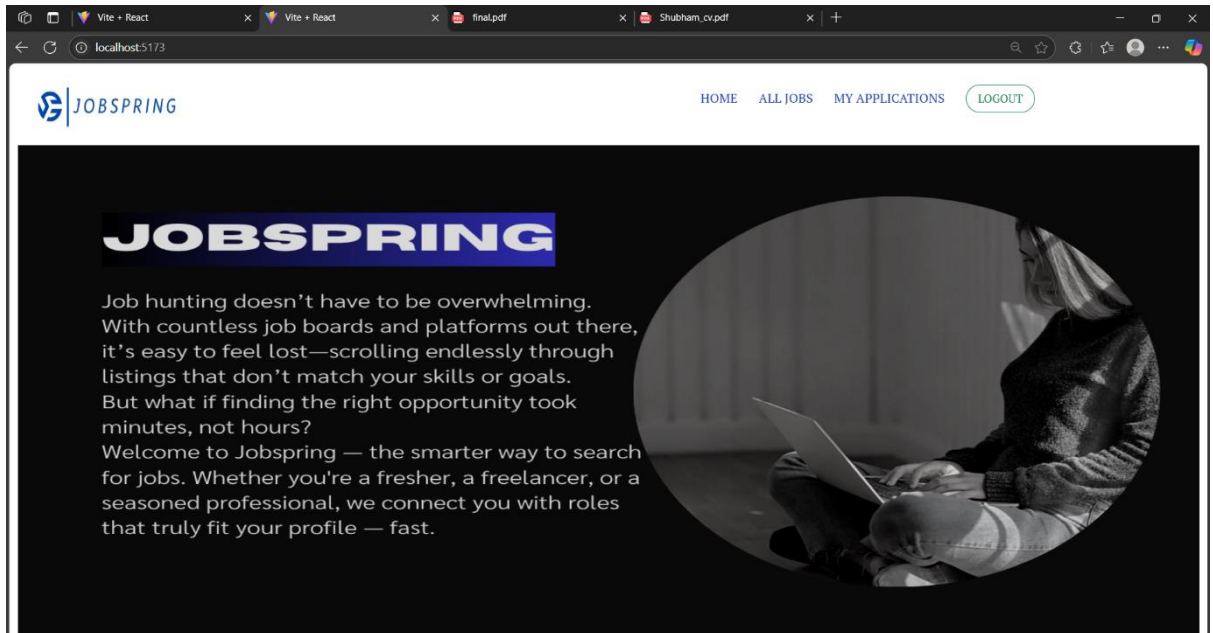 Vite + React
Vite + React
final.pdf
Shubham_cv.pdf
localhost:5173
JOBSPRING
HOME
ALL JOBS
MY APPLICATIONS
LOGOUT
JOBSPRING
Job hunting doesn’t have to be overwhelming.
With countless job boards and platforms out there,
it’s easy to feel lost—scrolling endlessly through
listings that don’t match your skills or goals.
But what if finding the right opportunity took
minutes, not hours?
Welcome to Jobspring — the smarter way to search
for jobs. Whether you're a fresher, a freelancer, or a
seasoned professional, we connect you with roles
that truly fit your profile — fast.